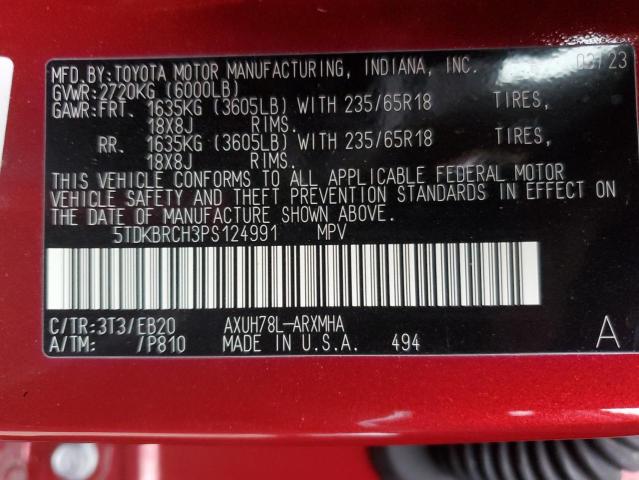 MFD.BY:TOYOTA MOTOR MANUFACTURING, INDIANA, INC. 03/23
GVWR:2720KG (6000LB)
GAWR:FRT. 1635KG (3605LB) WITH 235/65R18 TIRES,
18X8J RIMS.
RR. 1635KG (3605LB) WITH 235/65R18 TIRES,
18X8J RIMS.
THIS VEHICLE CONFORMS TO ALL APPLICABLE FEDERAL MOTOR
VEHICLE SAFETY AND THEFT PREVENTION STANDARDS IN EFFECT ON
THE DATE OF MANUFACTURE SHOWN ABOVE.
5TDKBRCH3PS124991 MPV
C/TR:3T3/EB20 AXUH78L-ARXMHA
A/TM: /P810 MADE IN U.S.A. 494 A